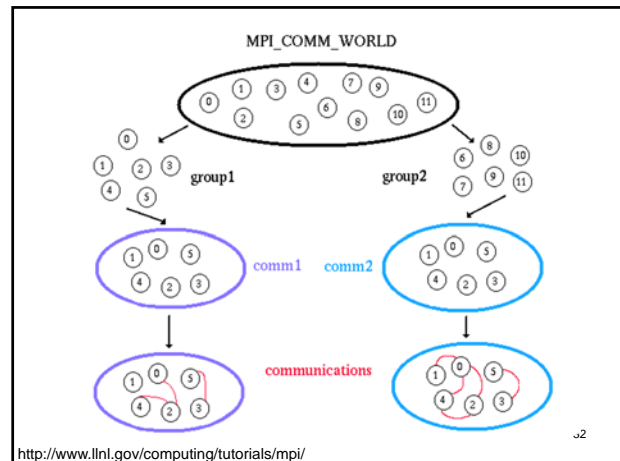 MPI_COMM_WORLD
0 1 3 4 7 9 11
2 5 6 8 10
0
1 2 3
4 5
group1
group2
6 8 10
7 9 11
1 0 5
4 2 3
comm1
comm2
1 0 5
4 2 3
communications
1 0 5
4 2 3
1 0 5
4 2 3
http://www.llnl.gov/computing/tutorials/mpi/